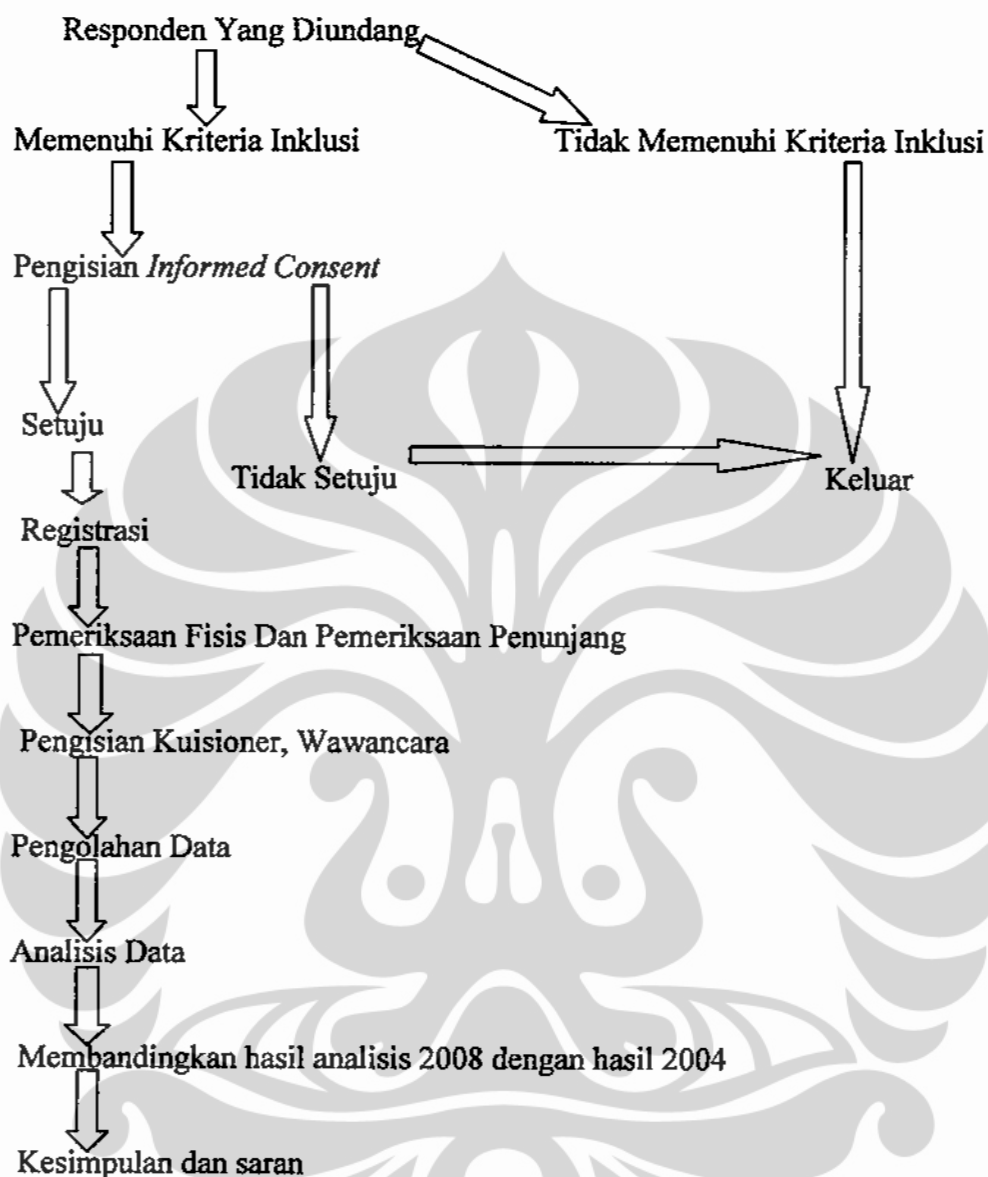 Responden Yang Diundang
Memenuhi Kriteria Inklusi
Tidak Memenuhi Kriteria Inklusi
Pengisian Informed Consent
Setuju
Tidak Setuju
Keluar
Registrasi
Pemeriksaan Fisis Dan Pemeriksaan Penunjang
Pengisian Kuisioner, Wawancara
Pengolahan Data
Analisis Data
Membandingkan hasil analisis 2008 dengan hasil 2004
Kesimpulan dan saran